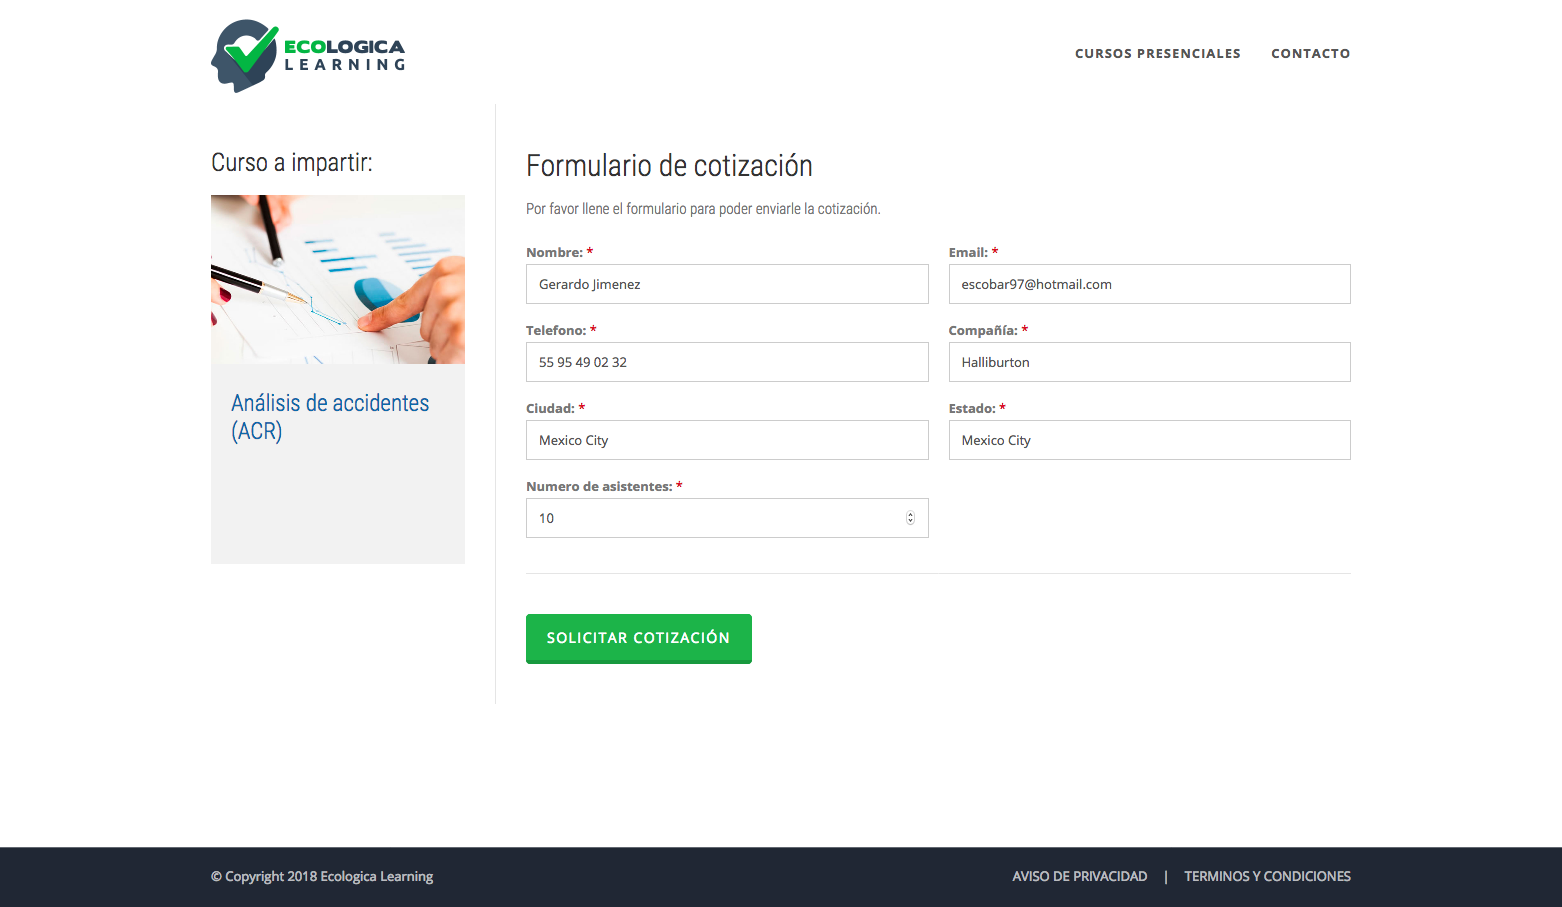 ECOLOGICA
LEARNING
CURSOS PRESENCIALES
CONTACTO
Curso a impartir:
Análisis de accidentes
(ACR)
Formulario de cotización
Por favor llene el formulario para poder enviarle la cotización.
Nombre: *
Gerardo Jimenez
Email: *
escobar97@hotmail.com
Telefono: *
55 95 49 02 32
Compañía: *
Halliburton
Ciudad: *
Mexico City
Estado: *
Mexico City
Numero de asistentes: *
10
SOLICITAR COTIZACIÓN
© Copyright 2018 Ecologica Learning
AVISO DE PRIVACIDAD | TERMINOS Y CONDICIONES